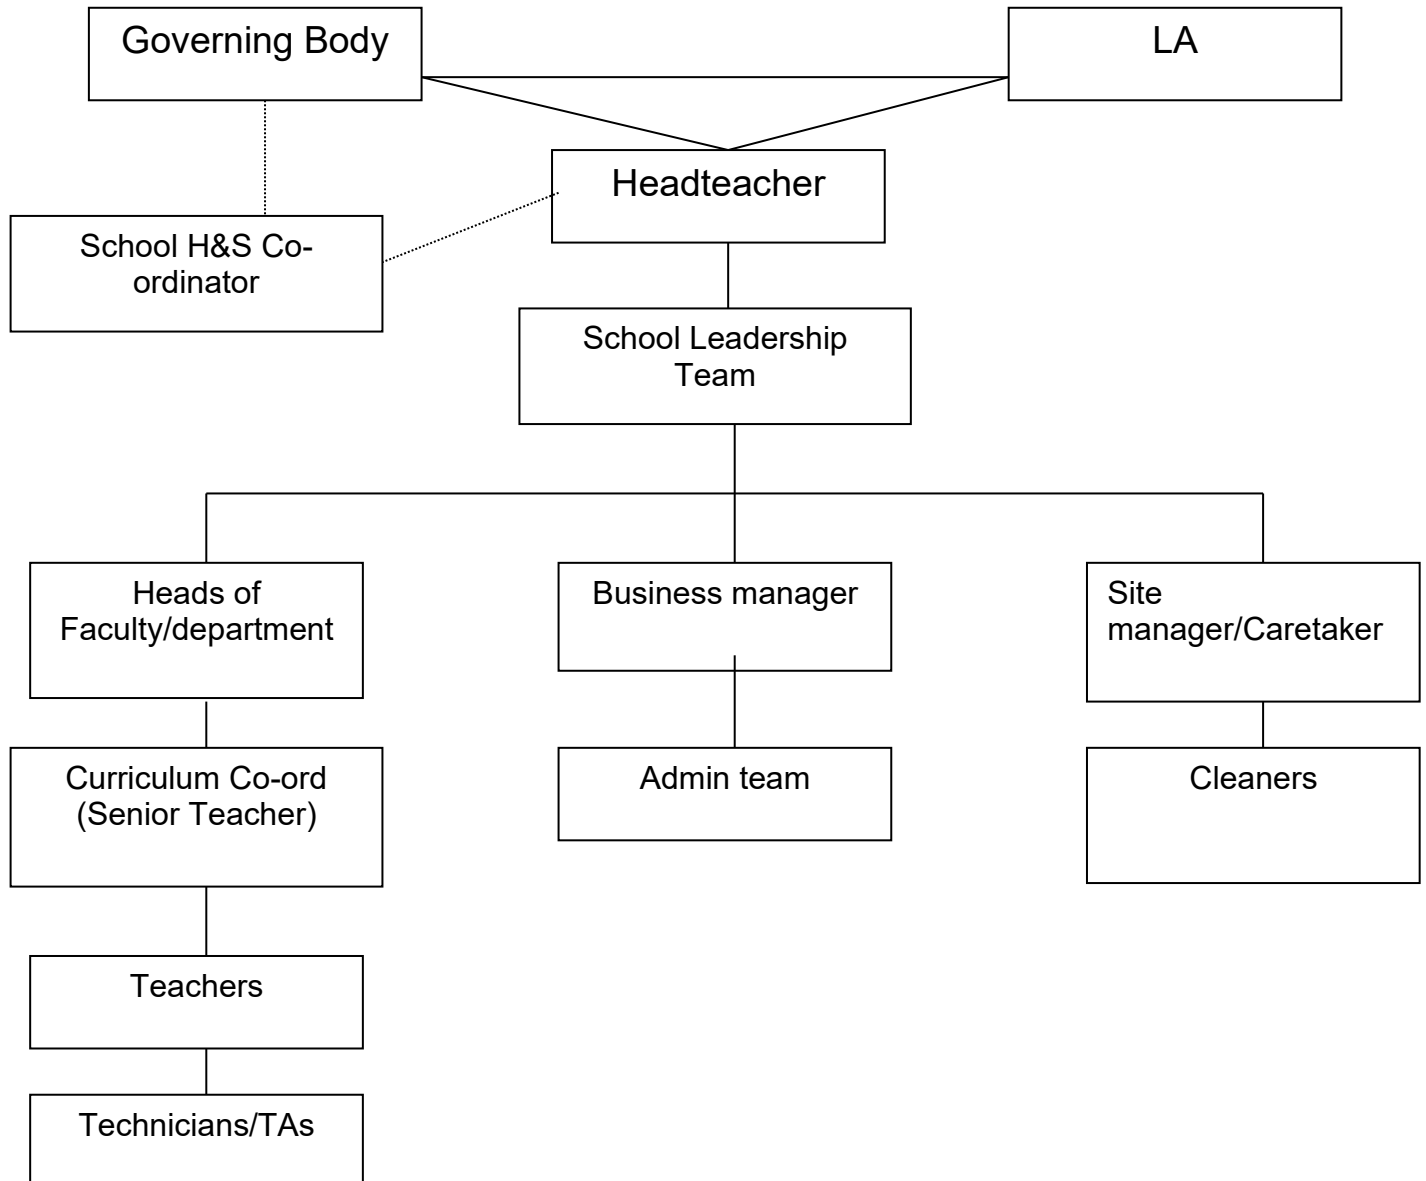 Governing Body
LA
Headteacher
School H&S Co-
ordinator
School Leadership
Team
Heads of
Faculty/department
Business manager
Site
manager/Caretaker
Curriculum Co-ord
(Senior Teacher)
Admin team
Cleaners
Teachers
Technicians/TAs